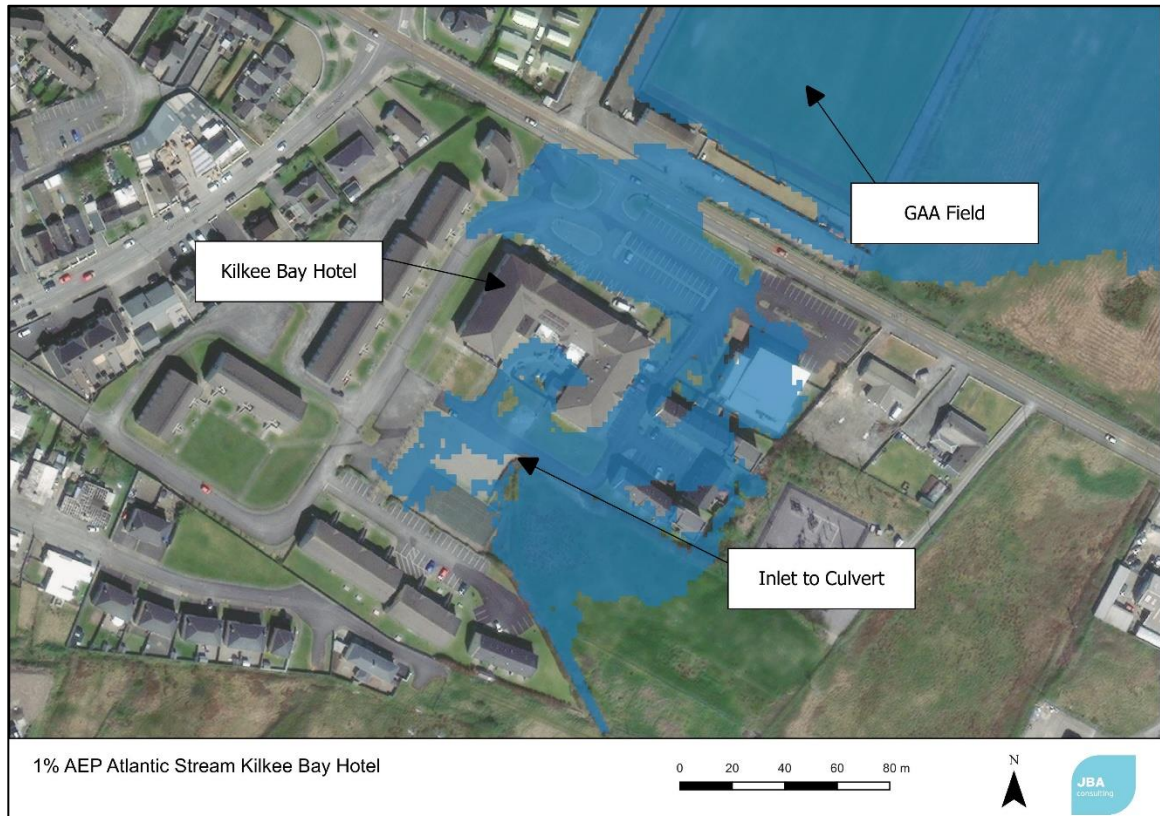 GAA Field
Kilkee Bay Hotel
Inlet to Culvert
1% AEP Atlantic Stream Kilkee Bay Hotel
0 20 40 60 80 m
N
JBA
consulting